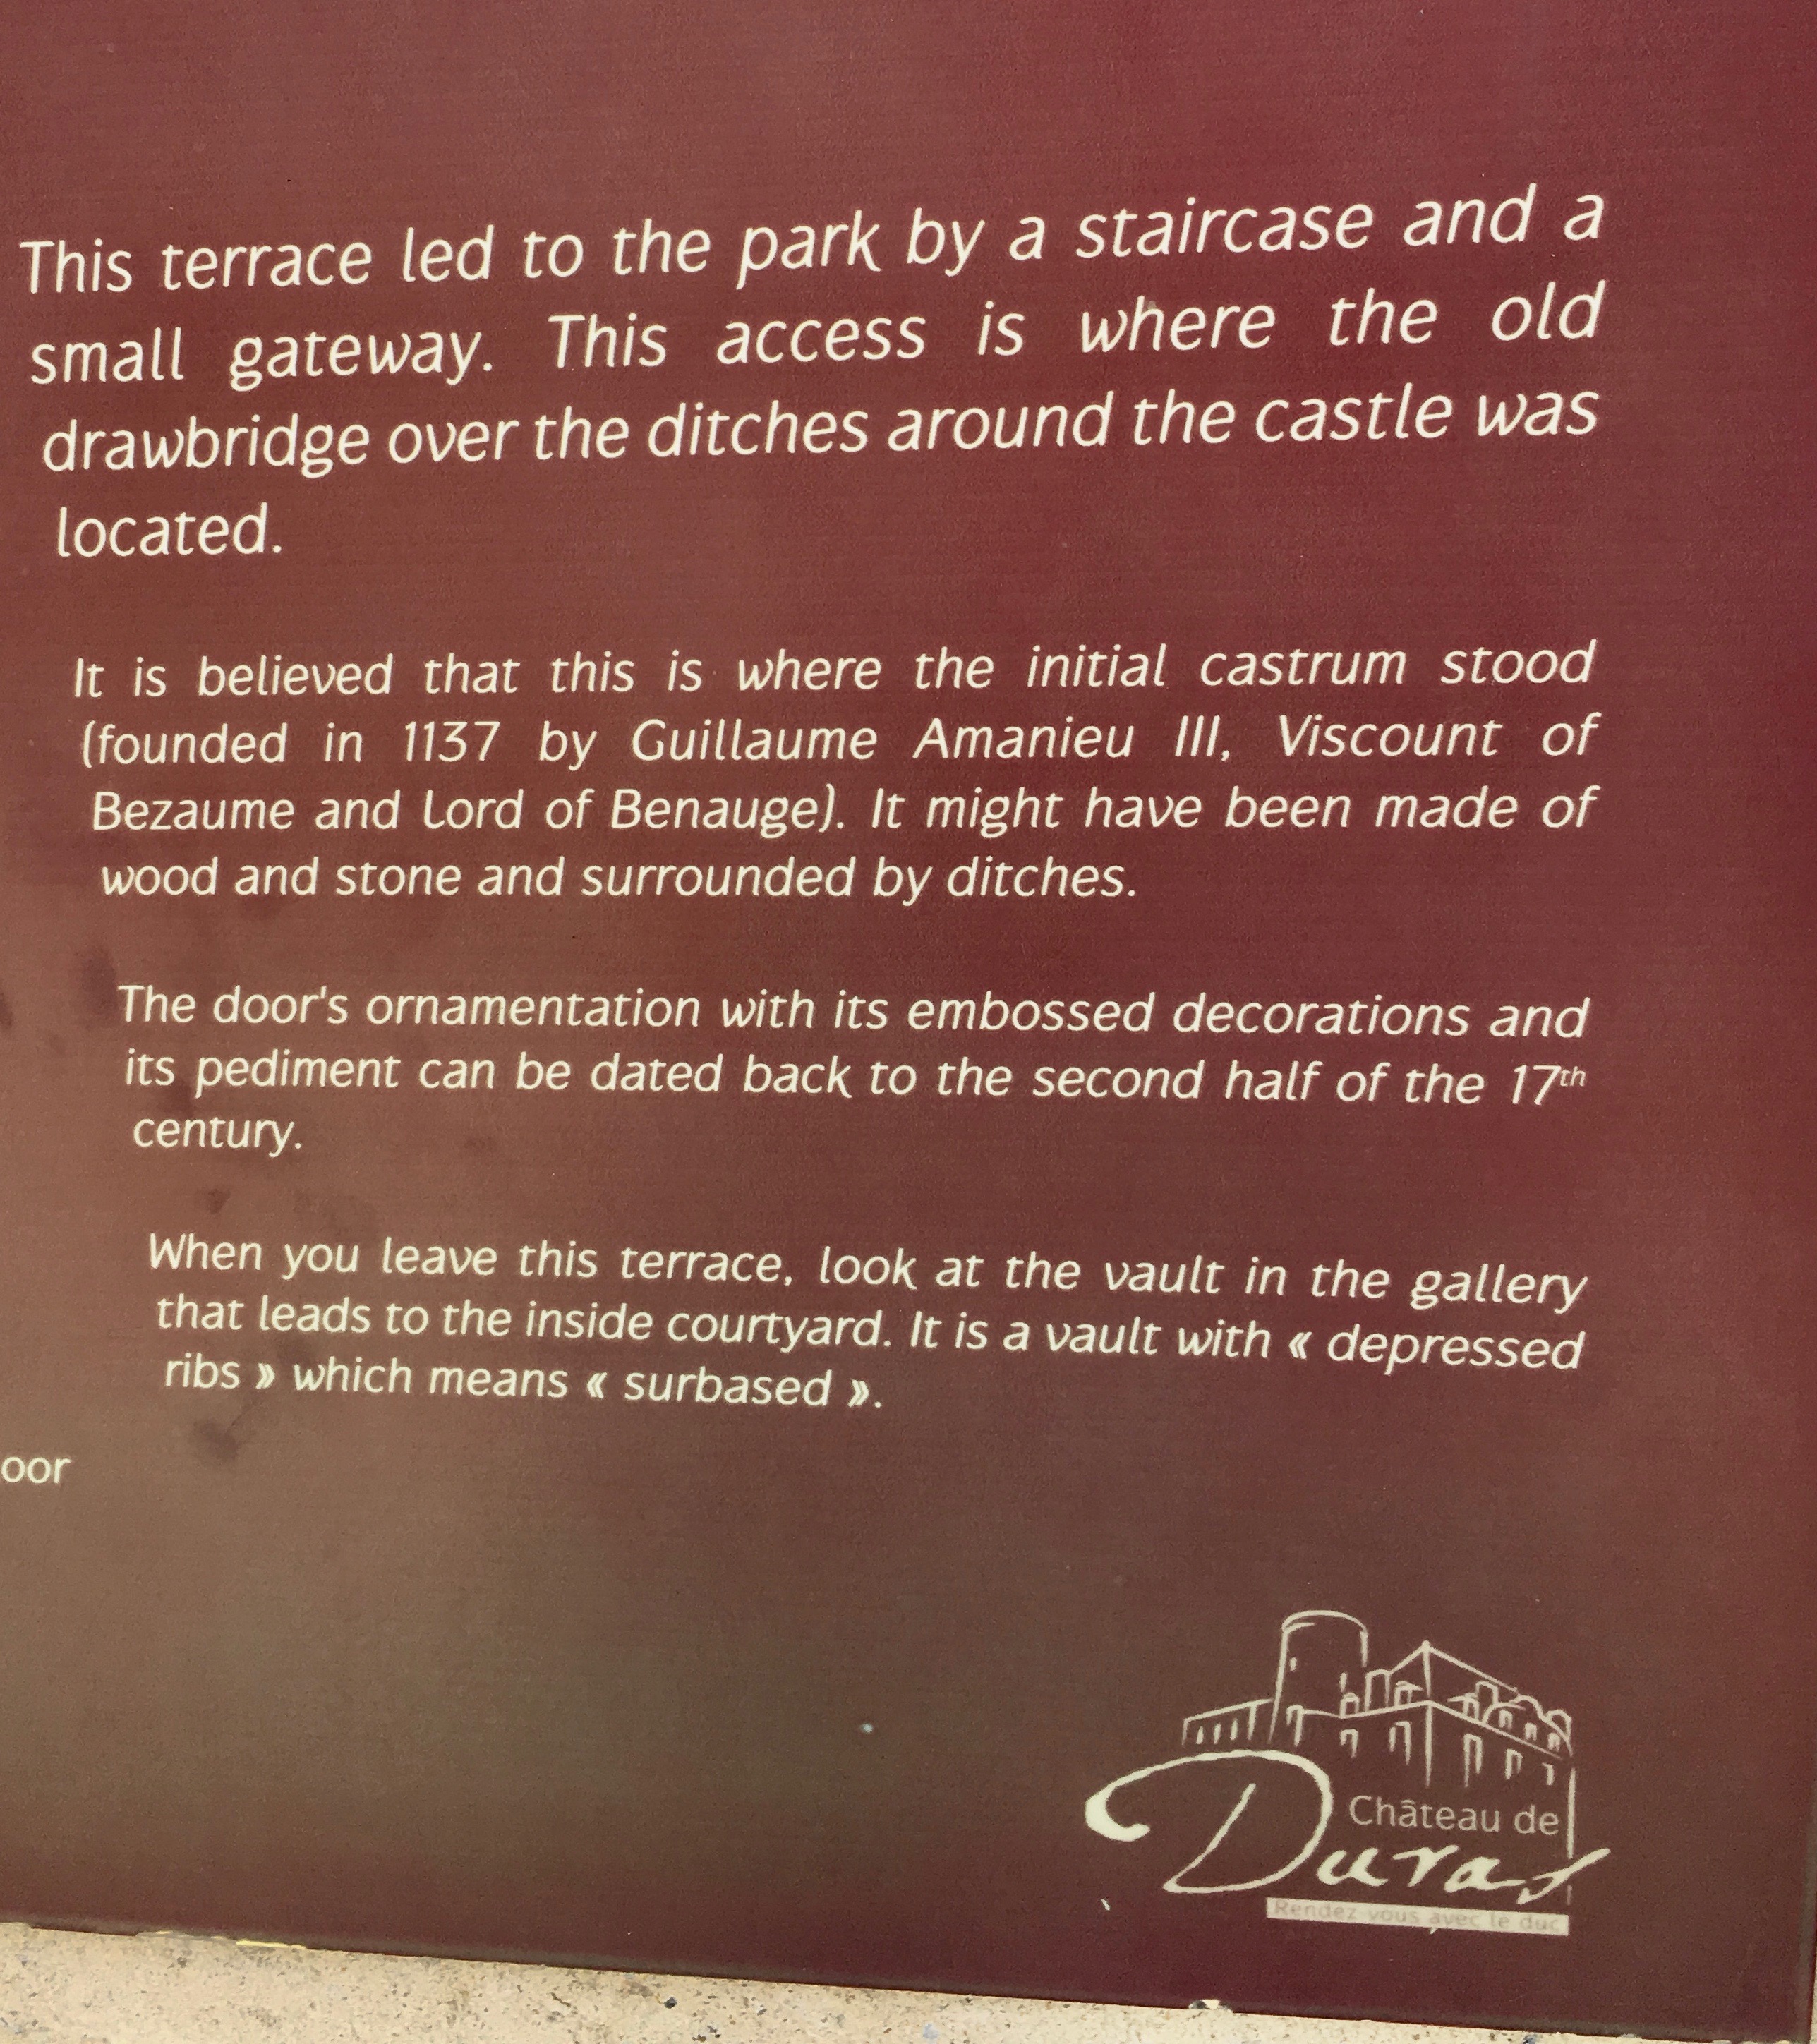 This terrace led to the park by a staircase and a
small gateway. This access is where the old
drawbridge over the ditches around the castle was
located.
It is believed that this is where the initial castrum stood
(founded in 1137 by Guillaume Amanieu III, Viscount of
Bezaume and Lord of Benauge). It might have been made of
wood and stone and surrounded by ditches.
The door's ornamentation with its embossed decorations and
its pediment can be dated back to the second half of the 17th
century.
When you leave this terrace, look at the vault in the gallery
that leads to the inside courtyard. It is a vault with « depressed
ribs » which means « surbased ».
oor
Château de
Duras
Rendez vous avec le duc